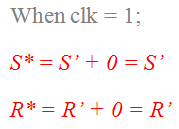 When clk = 1;
S* = S’ + 0 = S’
R* = R’ + 0 = R’